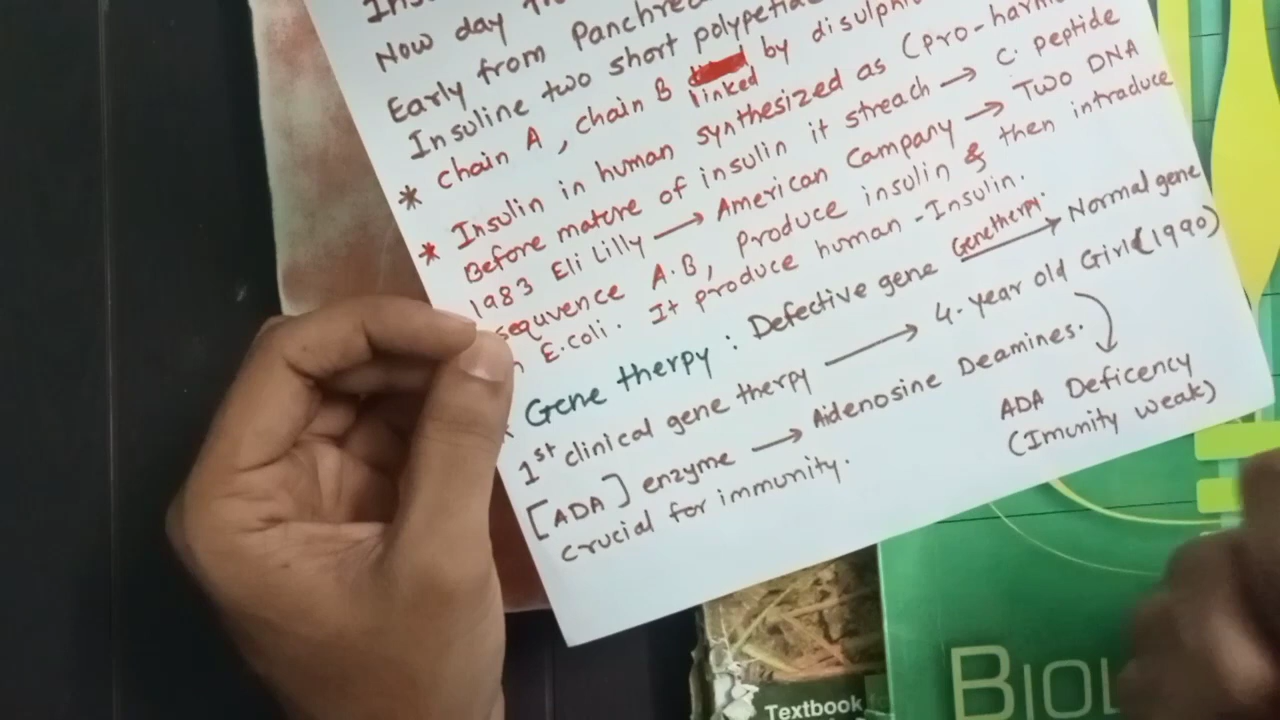 Now day
Early from Panchrea
Insuline two short polypetia
* chain A, chain B linked by disulph
* Insulin in human synthesized as (pro-harm
Before mature of insulin it streach → C. peptide
1983 Eli Lilly → American Company → Two DNA
sequvence A.B, produce insulin & then intraduce
E.coli. It produce human-Insulin.
Gene therpy : Defective gene Genetherpy. → Normal gene
1st clinical gene therpy → 4-year old Girl (1990)
[ADA] enzyme → Aidenosine Deamines.
ADA Deficency
crucial for immunity.
(Imunity weak)
Textbook
BIOL